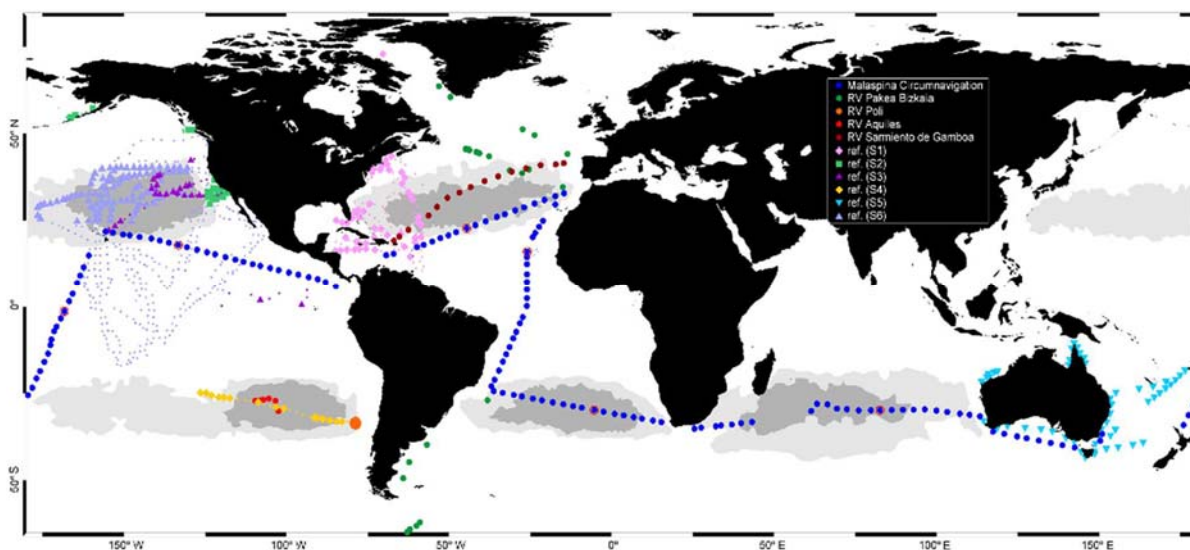 Malaspina Circumnavigation
RV Pakea Bizkaia
RV Poli
RV Aquiles
RV Sarmiento de Gamboa
ref. (S1)
ref. (S2)
ref. (S3)
ref. (S4)
ref. (S5)
ref. (S6)
50° N
0°
50° S
150° W
100° W
50° W
0°
50° E
100° E
150° E